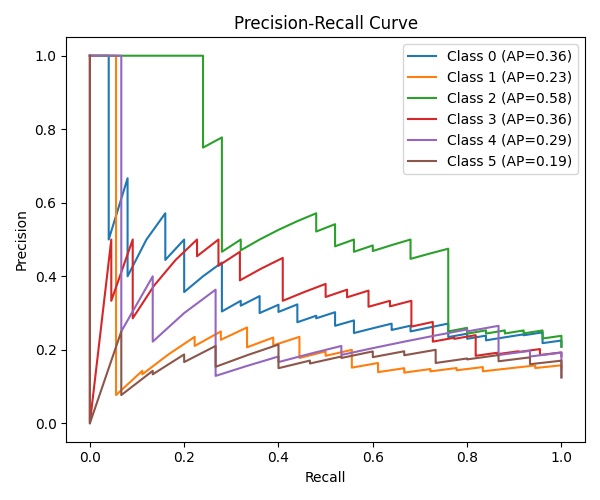 Precision-Recall Curve
Class 0 (AP=0.36)
Class 1 (AP=0.23)
Class 2 (AP=0.58)
Class 3 (AP=0.36)
Class 4 (AP=0.29)
Class 5 (AP=0.19)
Precision
1.0
0.8
0.6
0.4
0.2
0.0
0.0 0.2 0.4 0.6 0.8 1.0
Recall